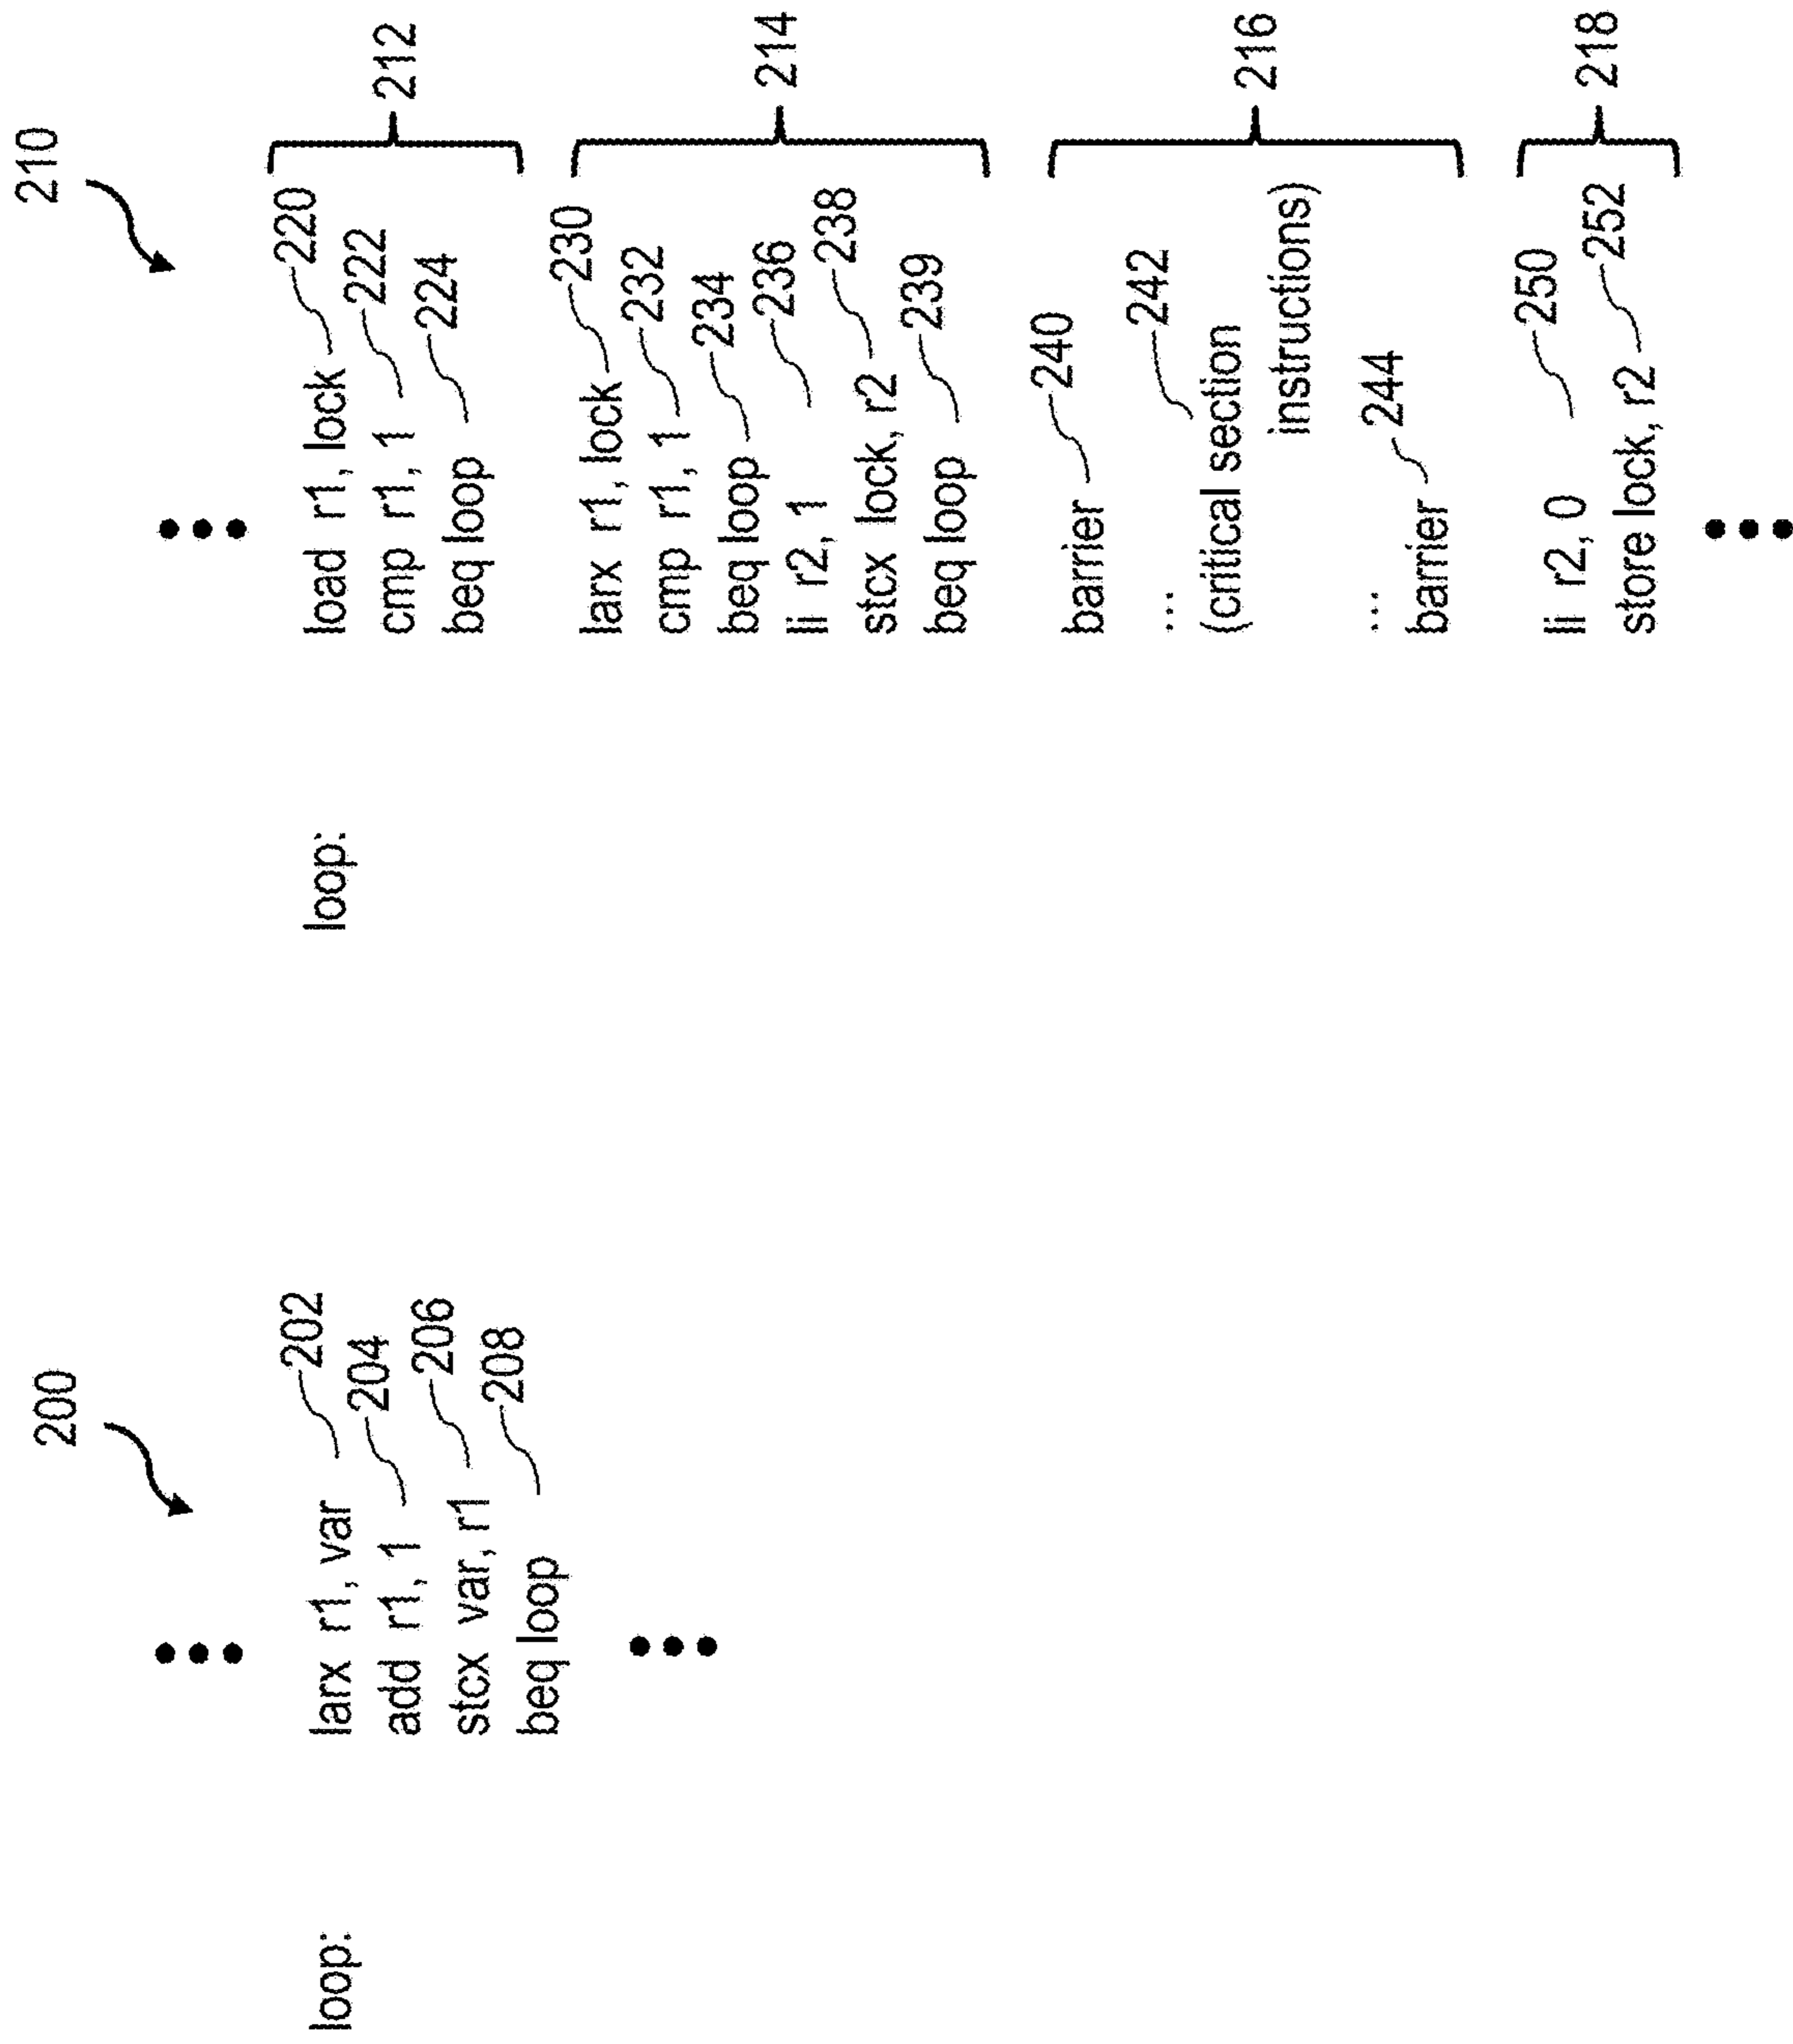 200
•••
loop: larx r1, var 202
add r1, 1 204
stcx var, r1 206
beq loop 208
•••
210
•••
loop: load r1, lock 220
cmp r1, 1 222
beq loop 224
212
larx r1, lock 230
cmp r1, 1 232
beq loop 234
li r2, 1 236
stcx lock, r2 238
beq loop 239
214
barrier 240
... 242
(critical section
instructions)
...
barrier 244
216
li r2, 0 250
store lock, r2 252
218
•••